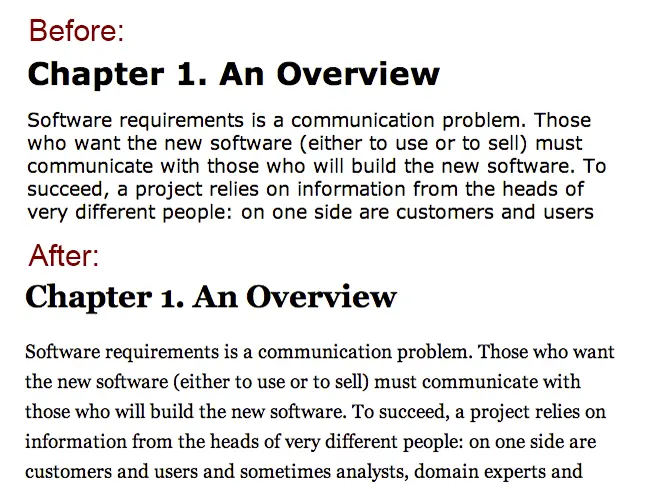 Before:
Chapter 1. An Overview
Software requirements is a communication problem. Those
who want the new software (either to use or to sell) must
communicate with those who will build the new software. To
succeed, a project relies on information from the heads of
very different people: on one side are customers and users
After:
Chapter 1. An Overview
Software requirements is a communication problem. Those who want
the new software (either to use or to sell) must communicate with
those who will build the new software. To succeed, a project relies on
information from the heads of very different people: on one side are
customers and users and sometimes analysts, domain experts and